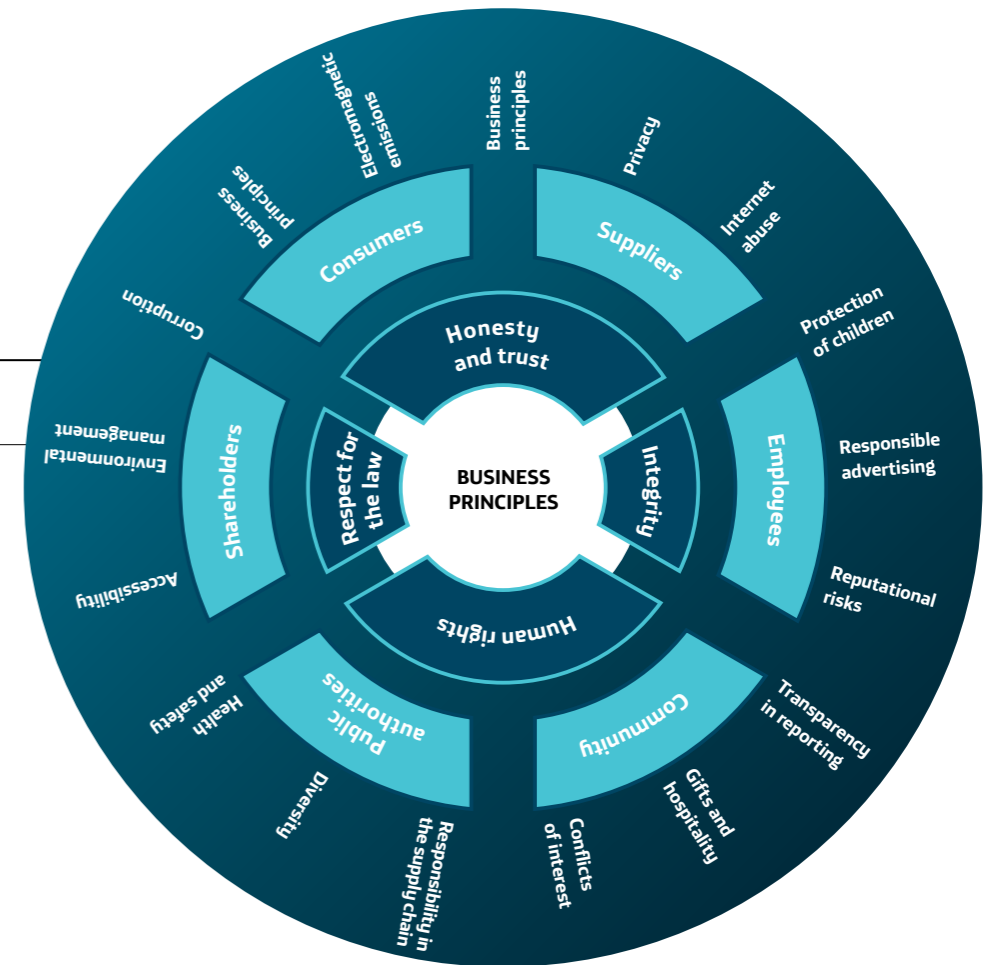 BUSINESS
PRINCIPLES
Honesty
and trust
Integrity
Human rights
Respect for
the law
Consumers
Suppliers
Employees
Community
Public
authorities
Shareholders
Business
principles
Privacy
Internet
abuse
Protection
of children
Responsible
advertising
Reputational
risks
Transparency
in reporting
Gifts and
hospitality
Conflicts
of interest
Responsibility in
the supply chain
Diversity
Health
and safety
Accessibility
Environmental
management
Corruption
Business
principles
Electromagnetic
emissions